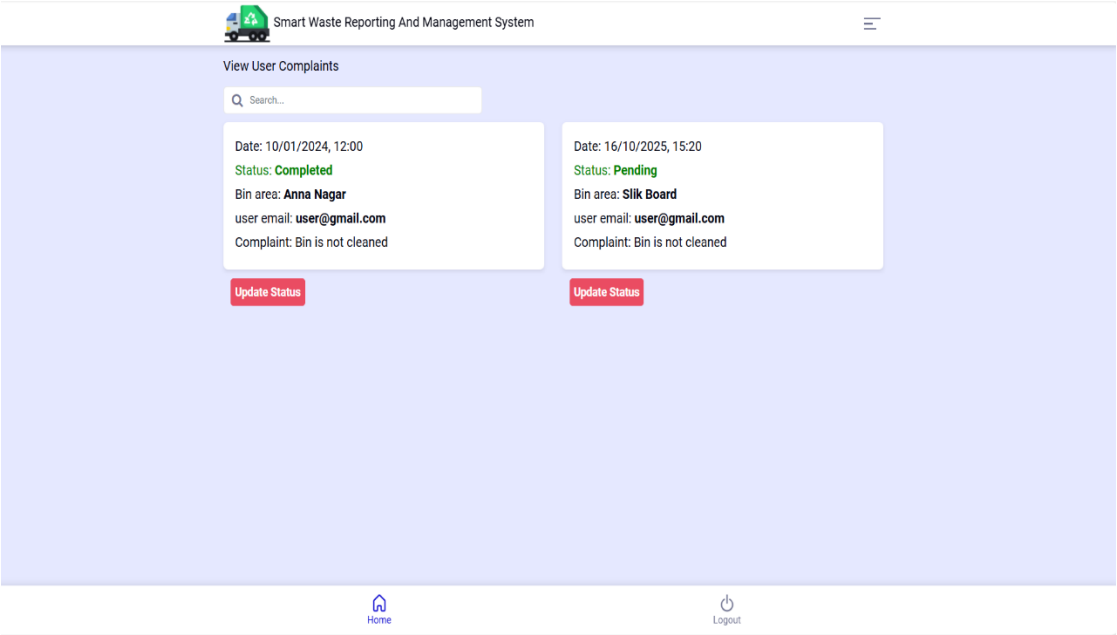 Smart Waste Reporting And Management System
View User Complaints
Search...
Date: 10/01/2024, 12:00
Status: Completed
Bin area: Anna Nagar
user email: user@gmail.com
Complaint: Bin is not cleaned
Update Status
Date: 16/10/2025, 15:20
Status: Pending
Bin area: Slik Board
user email: user@gmail.com
Complaint: Bin is not cleaned
Update Status
Home
Logout